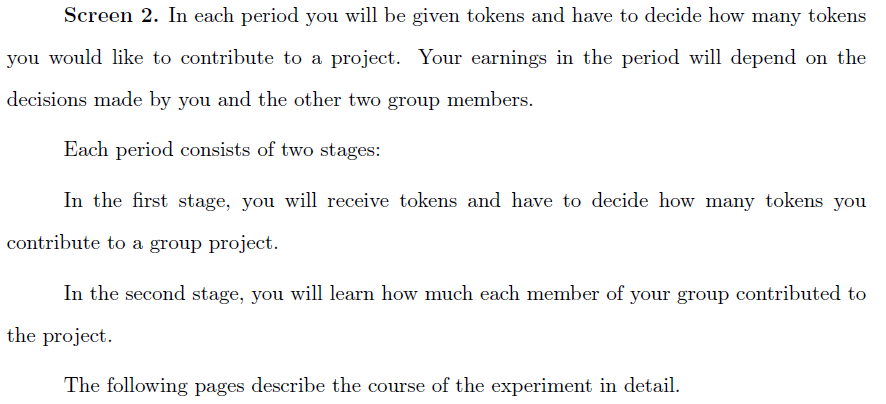 Screen 2. In each period you will be given tokens and have to decide how many tokens
you would like to contribute to a project. Your earnings in the period will depend on the
decisions made by you and the other two group members.
Each period consists of two stages:
In the first stage, you will receive tokens and have to decide how many tokens you
contribute to a group project.
In the second stage, you will learn how much each member of your group contributed to
the project.
The following pages describe the course of the experiment in detail.